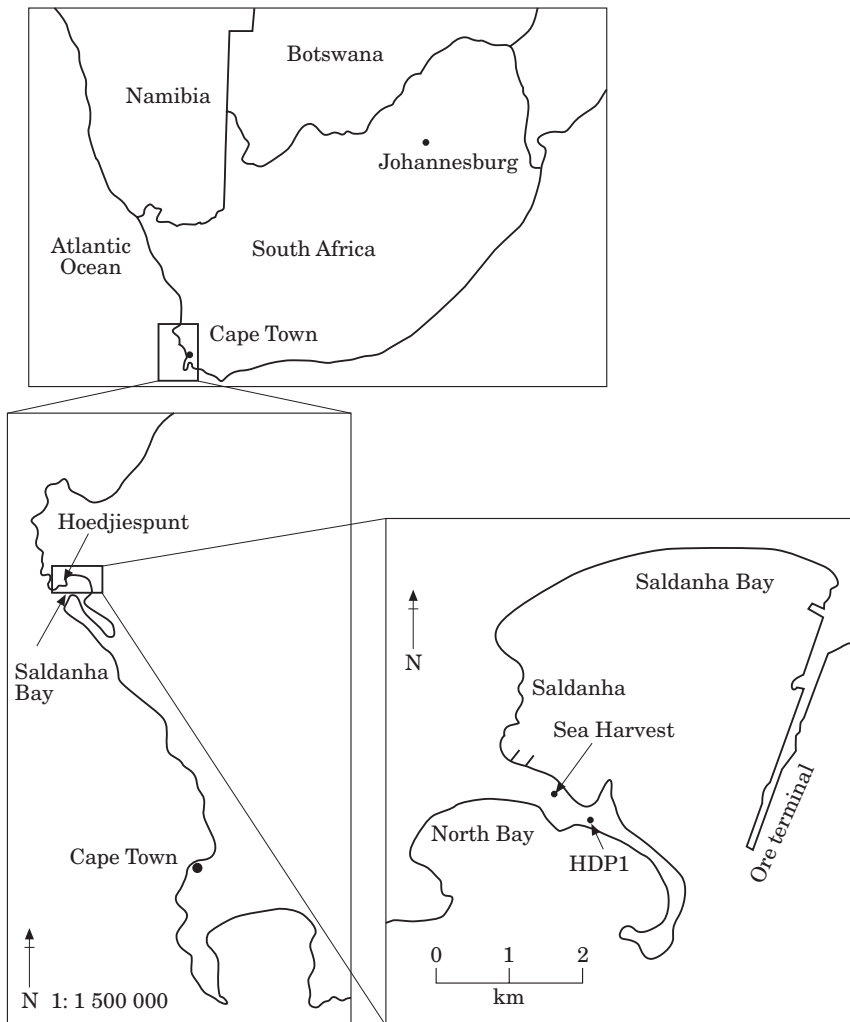 Botswana
Namibia
Johannesburg
Atlantic
Ocean
South Africa
Cape Town
Hoedjiespunt
Saldanha
Bay
Cape Town
N 1: 1 500 000
Saldanha Bay
N
Saldanha
Sea Harvest
North Bay
HDP1
Ore terminal
0 1 2
km